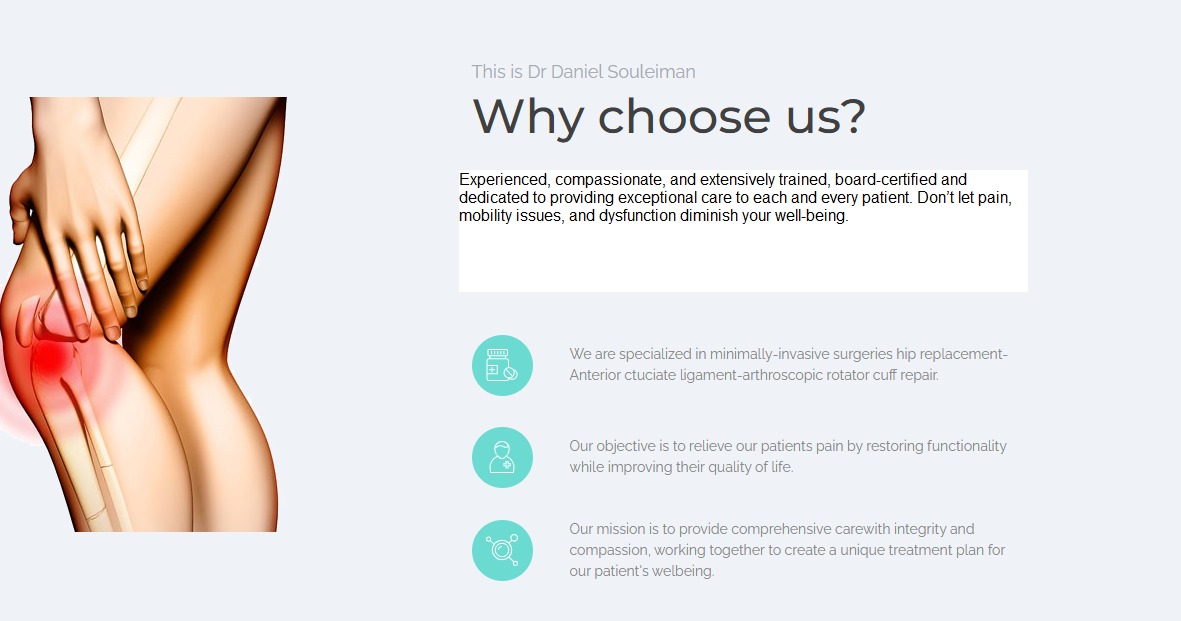 This is Dr Daniel Souleiman
Why choose us?
Experienced, compassionate, and extensively trained, board-certified and
dedicated to providing exceptional care to each and every patient. Don’t let pain,
mobility issues, and dysfunction diminish your well-being.
We are specialized in minimally-invasive surgeries hip replacement-
Anterior ctuciate ligament-arthroscopic rotator cuff repair.
Our objective is to relieve our patients pain by restoring functionality
while improving their quality of life.
Our mission is to provide comprehensive carewith integrity and
compassion, working together to create a unique treatment plan for
our patient's welbeing.